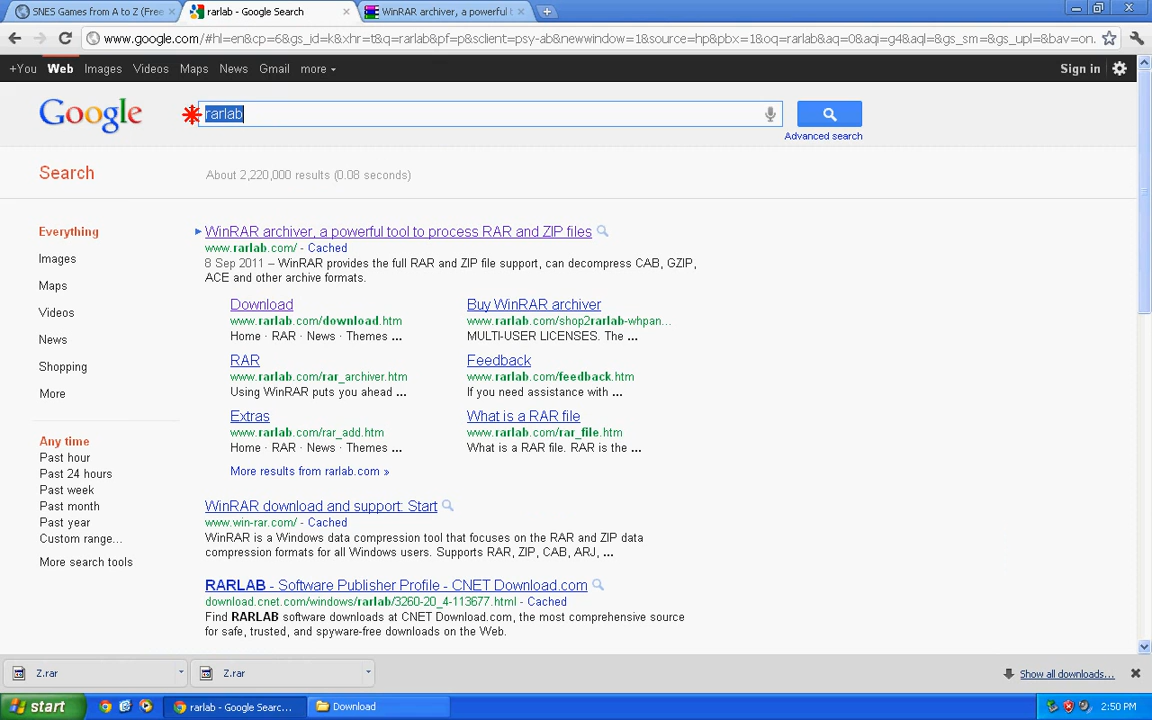 SNES Games from A to Z (Free
rarlab - Google Search
WinRAR archiver, a powerful t
www.google.com/#hl=en&cp=6&gs_id=k&xhr=t&q=rarlab&pf=p&sclient=psy-ab&newwindow=1&source=hp&pbx=1&oq=rarlab&aq=0&aqi=g4&aql=&gs_sm=&gs_upl=&bav=on.
+You Web Images Videos Maps News Gmail more
Sign in
Google
rarlab
Advanced search
Search
About 2,220,000 results (0.08 seconds)
Everything
Images
Maps
Videos
News
Shopping
More
Any time
Past hour
Past 24 hours
Past week
Past month
Past year
Custom range...
More search tools
WinRAR archiver, a powerful tool to process RAR and ZIP files
www.rarlab.com/ - Cached
8 Sep 2011 – WinRAR provides the full RAR and ZIP file support, can decompress CAB, GZIP,
ACE and other archive formats.
Download
www.rarlab.com/download.htm
Home · RAR · News · Themes ...
Buy WinRAR archiver
www.rarlab.com/shop2rarlab-whpan...
MULTI-USER LICENSES. The ...
RAR
www.rarlab.com/rar_archiver.htm
Using WinRAR puts you ahead ...
Feedback
www.rarlab.com/feedback.htm
If you need assistance with ...
Extras
www.rarlab.com/rar_add.htm
Home · RAR · News · Themes ...
What is a RAR file
www.rarlab.com/rar_file.htm
What is a RAR file. RAR is the ...
More results from rarlab.com »
WinRAR download and support: Start
www.win-rar.com/ - Cached
WinRAR is a Windows data compression tool that focuses on the RAR and ZIP data
compression formats for all Windows users. Supports RAR, ZIP, CAB, ARJ, ...
RARLAB - Software Publisher Profile - CNET Download.com
download.cnet.com/windows/rarlab/3260-20_4-113677.html - Cached
Find RARLAB software downloads at CNET Download.com, the most comprehensive source
for safe, trusted, and spyware-free downloads on the Web.
Z.rar
Z.rar
Show all downloads...
start
rarlab - Google Searc...
Download
2:50 PM